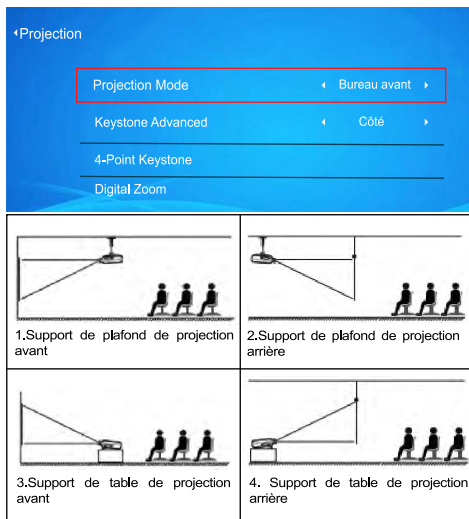 Projection
Projection Mode Bureau avant
Keystone Advanced Côté
4-Point Keystone
Digital Zoom
1.Support de plafond de projection
avant
2.Support de plafond de projection
arrière
3.Support de table de projection
avant
4. Support de table de projection
arrière